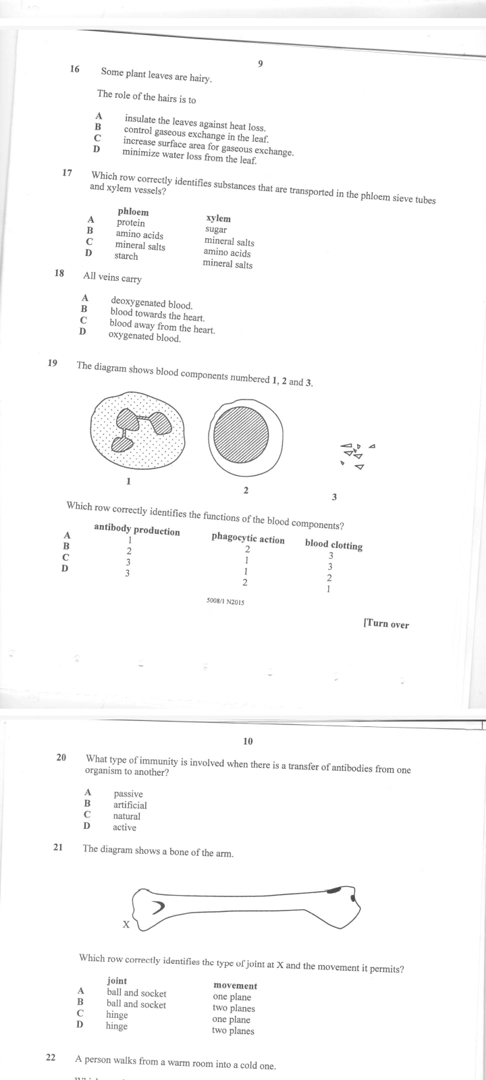 9
16 Some plant leaves are hairy.
The role of the hairs is to
A insulate the leaves against heat loss.
B control gaseous exchange in the leaf.
C increase surface area for gaseous exchange.
D minimize water loss from the leaf.
17 Which row correctly identifies substances that are transported in the phloem sieve tubes
and xylem vessels?
phloem xylem
A protein sugar
B amino acids mineral salts
C mineral salts amino acids
D starch mineral salts
18 All veins carry
A deoxygenated blood.
B blood towards the heart.
C blood away from the heart.
D oxygenated blood.
19 The diagram shows blood components numbered 1, 2 and 3.
1 2 3
Which row correctly identifies the functions of the blood components?
antibody production phagocytic action blood clotting
A 1 2 3
B 2 1 3
C 3 1 2
D 3 2 1
5008/1 N2015
[Turn over
10
20 What type of immunity is involved when there is a transfer of antibodies from one
organism to another?
A passive
B artificial
C natural
D active
21 The diagram shows a bone of the arm.
X
Which row correctly identifies the type of joint at X and the movement it permits?
joint movement
A ball and socket one plane
B ball and socket two planes
C hinge one plane
D hinge two planes
22 A person walks from a warm room into a cold one.